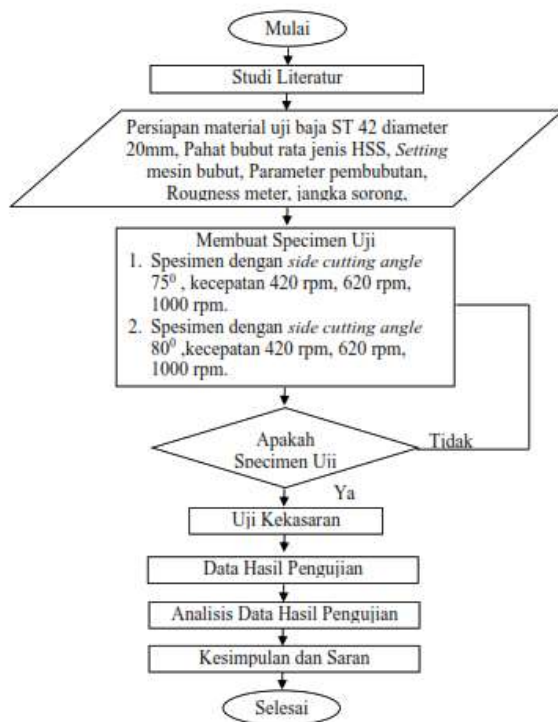 Mulai
Studi Literatur
Persiapan material uji baja ST 42 diameter
20mm, Pahat bubut rata jenis HSS, Setting
mesin bubut, Parameter pembubutan,
Rougness meter, jangka sorong,
Membuat Specimen Uji
1. Spesimen dengan side cutting angle
75⁰ , kecepatan 420 rpm, 620 rpm,
1000 rpm.
2. Spesimen dengan side cutting angle
80⁰ ,kecepatan 420 rpm, 620 rpm,
1000 rpm.
Apakah
Specimen Uji
Tidak
Ya
Uji Kekasaran
Data Hasil Pengujian
Analisis Data Hasil Pengujian
Kesimpulan dan Saran
Selesai